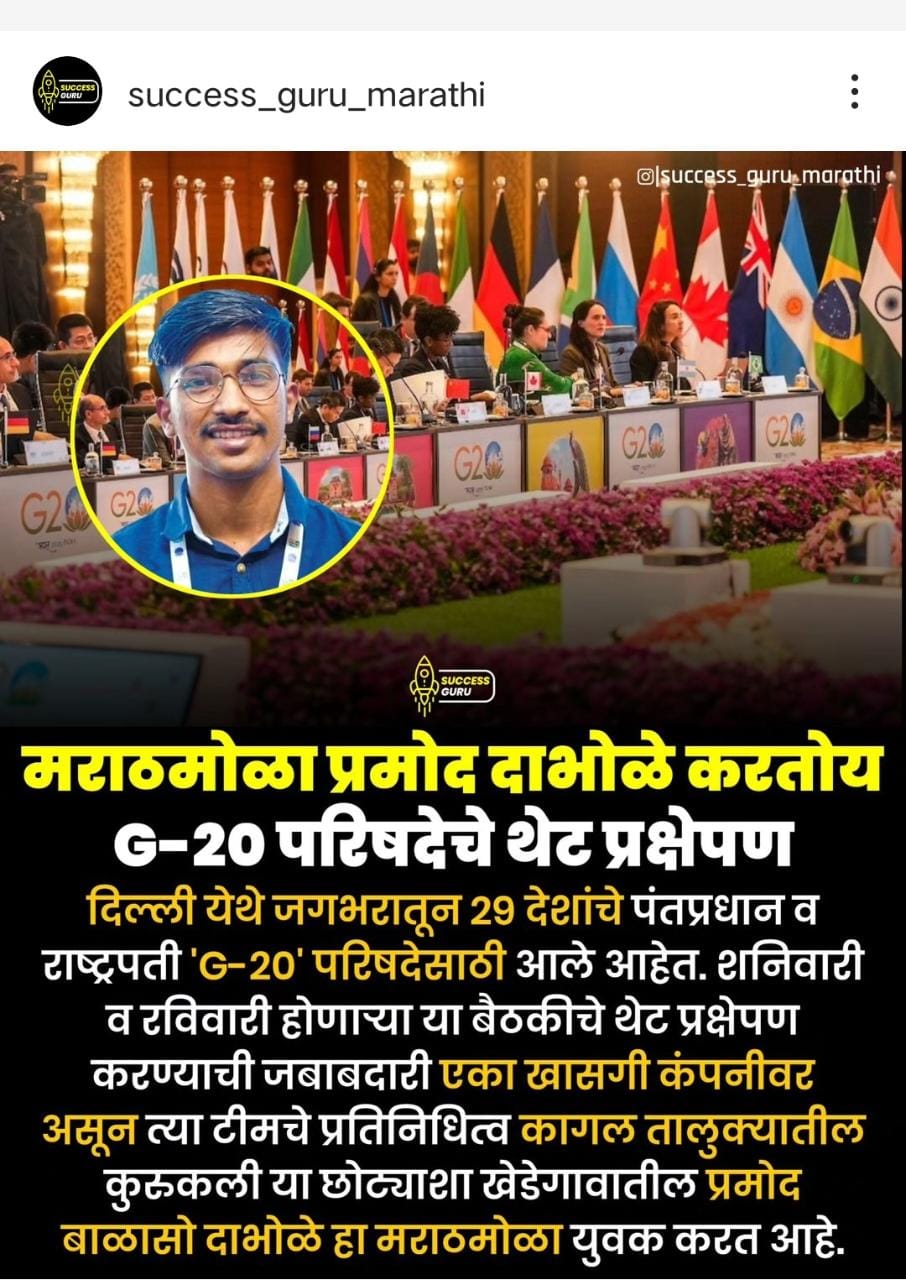 SUCCESS
GURU
success_guru_marathi
|success_guru_marathi
G20
G20
G20
G20
G20
SUCCESS
GURU
मराठमोळा प्रमोद दाभोळे करतोय
G-20 परिषदेचे थेट प्रक्षेपण
दिल्ली येथे जगभरातून 29 देशांचे पंतप्रधान व
राष्ट्रपती 'G-20' परिषदेसाठी आले आहेत. शनिवारी
व रविवारी होणाऱ्या या बैठकीचे थेट प्रक्षेपण
करण्याची जबाबदारी एका खासगी कंपनीवर
असून त्या टीमचे प्रतिनिधित्व कागल तालुक्यातील
कुरुकली या छोट्याशा खेडेगावातील प्रमोद
बाळासो दाभोळे हा मराठमोळा युवक करत आहे.